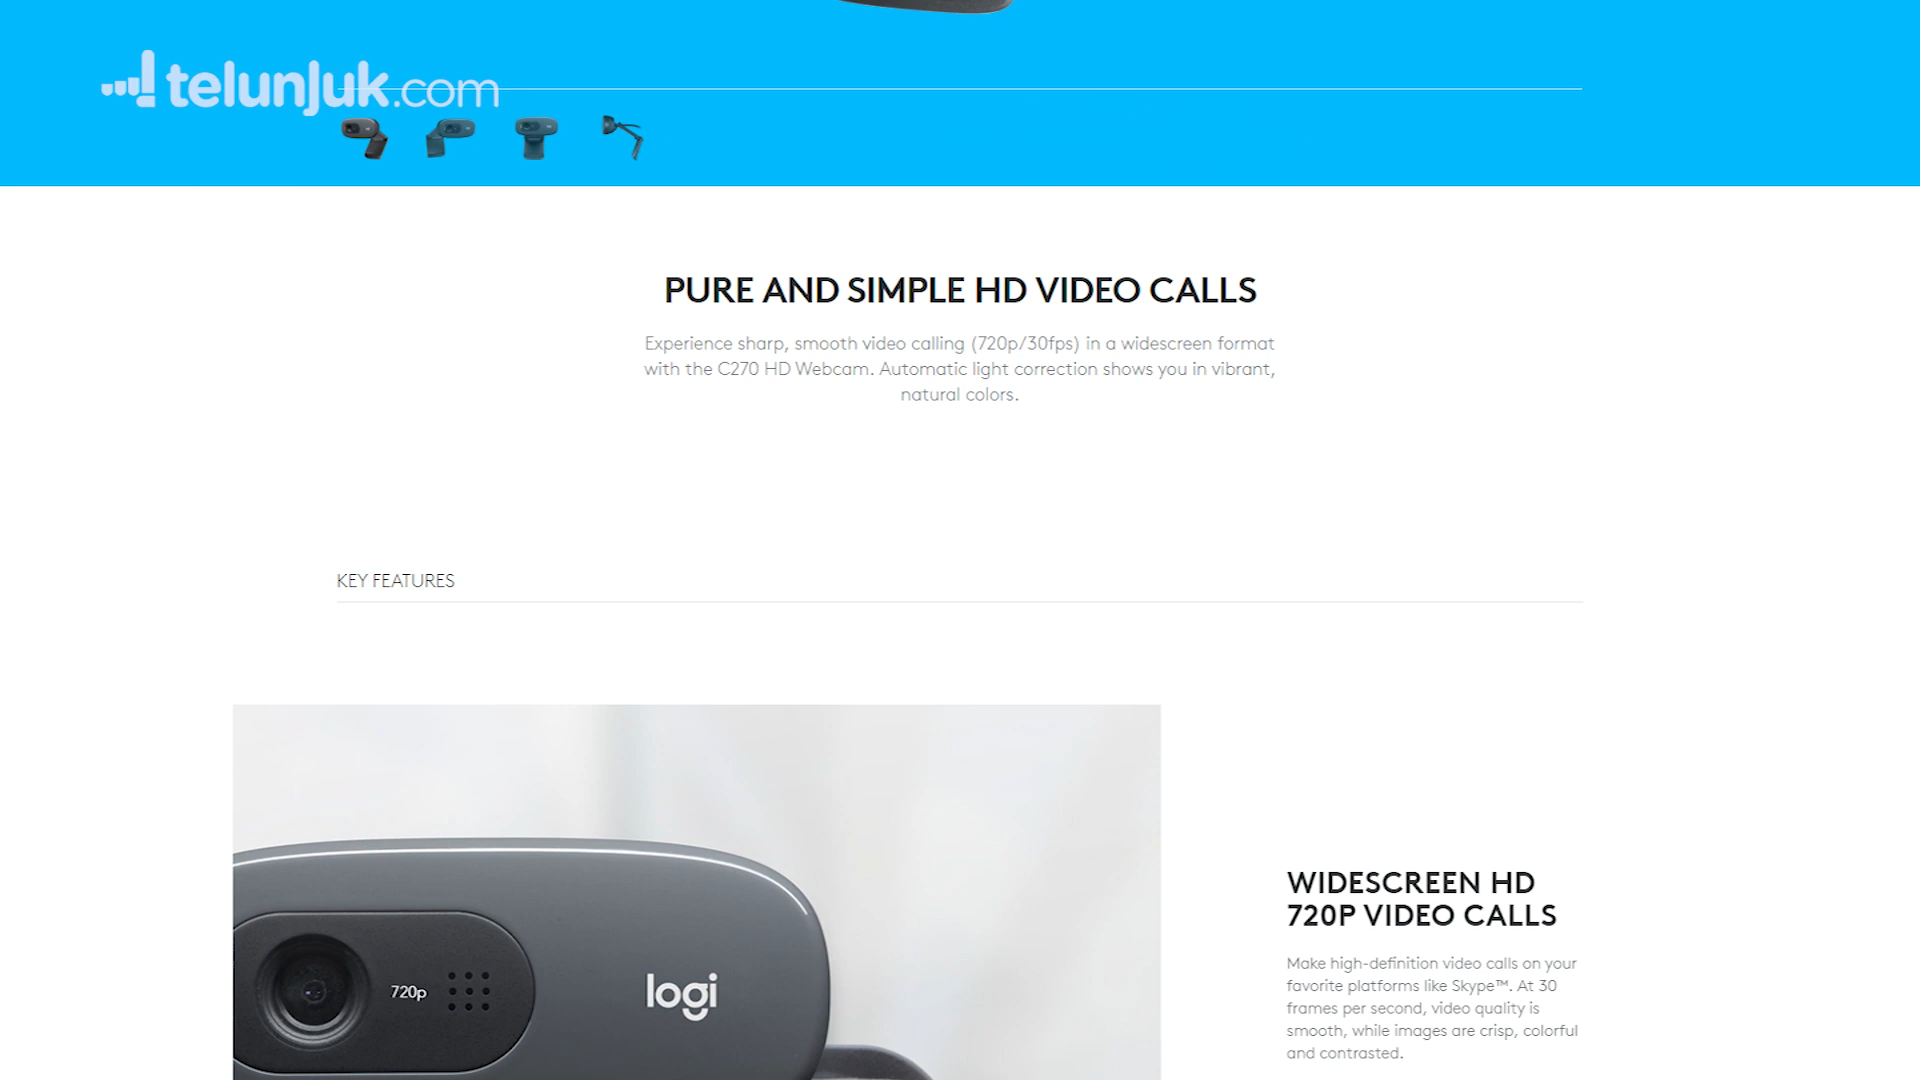 telunjuk.com
PURE AND SIMPLE HD VIDEO CALLS
Experience sharp, smooth video calling (720p/30fps) in a widescreen format
with the C270 HD Webcam. Automatic light correction shows you in vibrant,
natural colors.
KEY FEATURES
720p
logi
WIDESCREEN HD
720P VIDEO CALLS
Make high-definition video calls on your
favorite platforms like Skype™. At 30
frames per second, video quality is
smooth, while images are crisp, colorful
and contrasted.